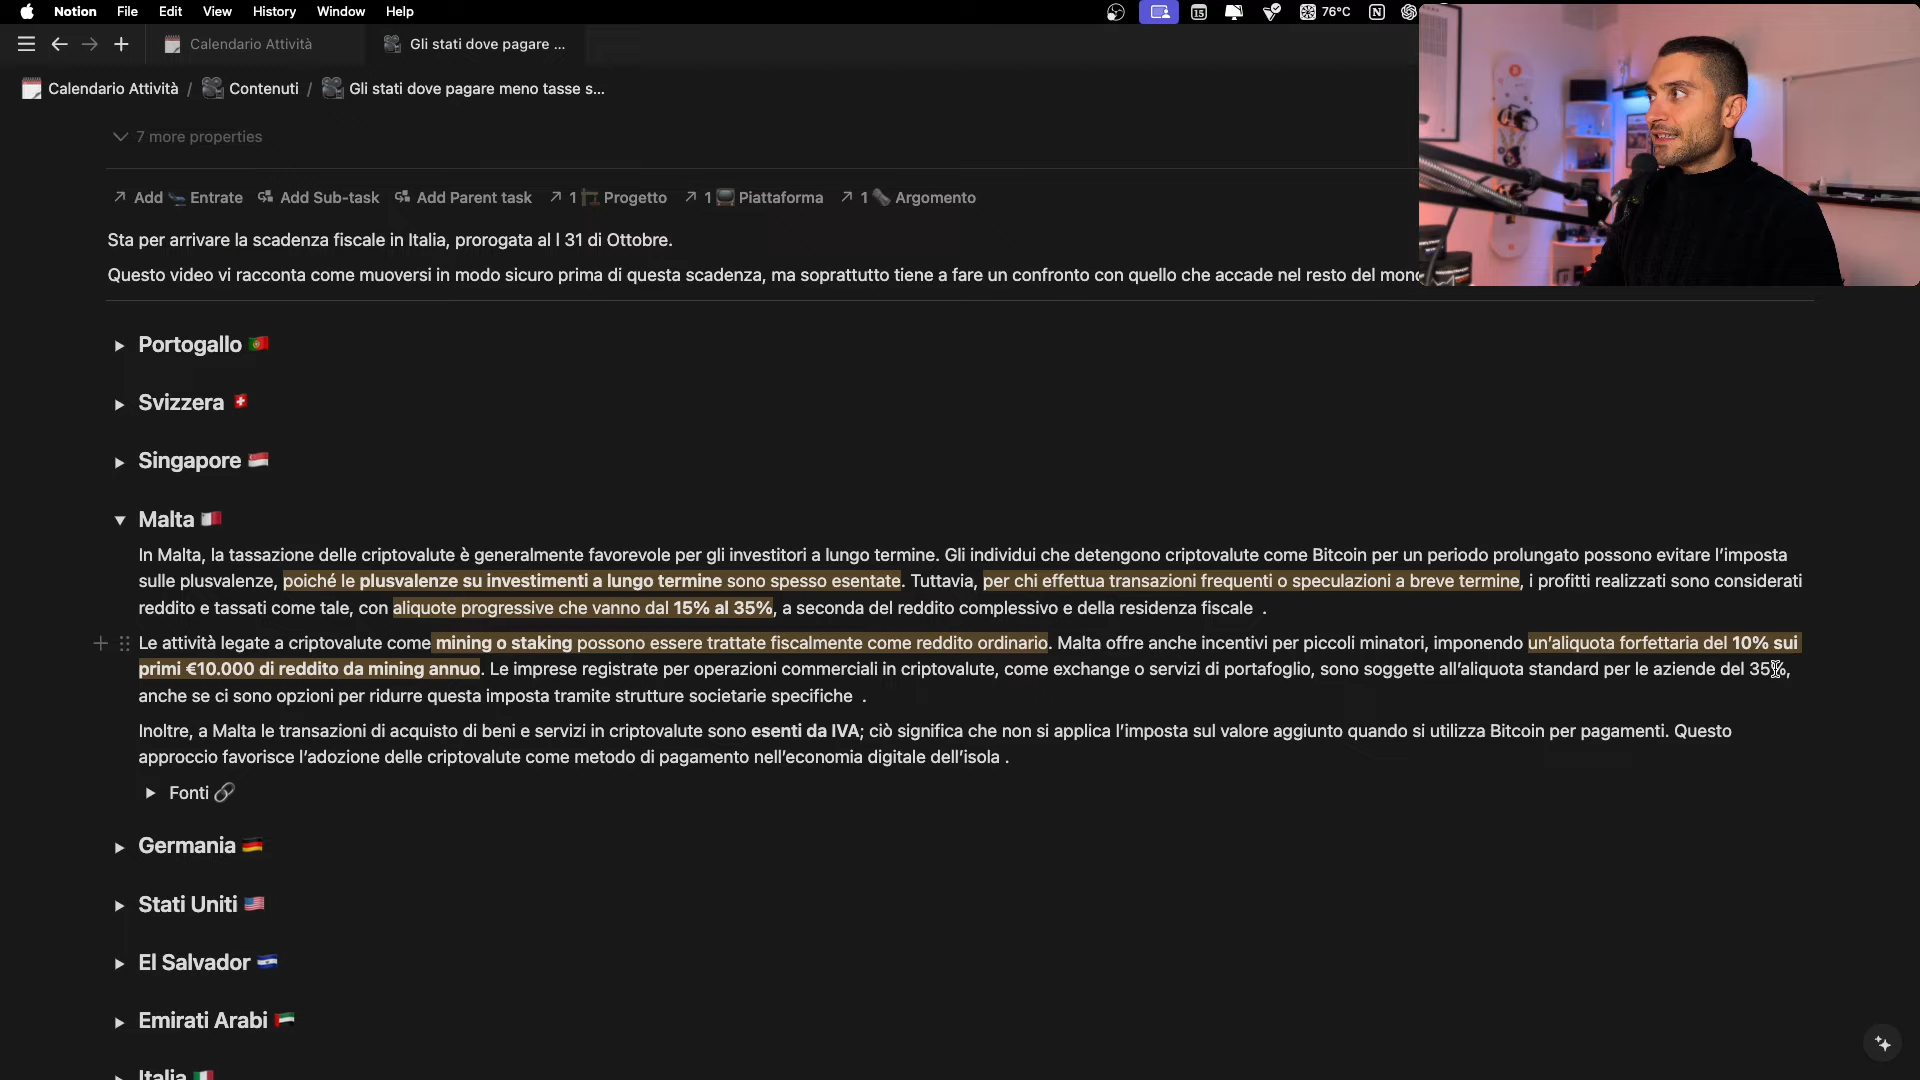 Notion File Edit View History Window Help 15 76°C
Calendario Attività Gli stati dove pagare ...
Calendario Attività / Contenuti / Gli stati dove pagare meno tasse s...
7 more properties
Add Entrate Add Sub-task Add Parent task 1 Progetto 1 Piattaforma 1 Argomento
Sta per arrivare la scadenza fiscale in Italia, prorogata al l 31 di Ottobre.
Questo video vi racconta come muoversi in modo sicuro prima di questa scadenza, ma soprattutto tiene a fare un confronto con quello che accade nel resto del
Portogallo
Svizzera
Singapore
Malta
In Malta, la tassazione delle criptovalute è generalmente favorevole per gli investitori a lungo termine. Gli individui che detengono criptovalute come Bitcoin per un periodo prolungato possono evitare l'imposta
sulle plusvalenze, poiché le plusvalenze su investimenti a lungo termine sono spesso esentate. Tuttavia, per chi effettua transazioni frequenti o speculazioni a breve termine, i profitti realizzati sono considerati
reddito e tassati come tale, con aliquote progressive che vanno dal 15% al 35%, a seconda del reddito complessivo e della residenza fiscale .
Le attività legate a criptovalute come mining o staking possono essere trattate fiscalmente come reddito ordinario. Malta offre anche incentivi per piccoli minatori, imponendo un'aliquota forfettaria del 10% sui
primi €10.000 di reddito da mining annuo. Le imprese registrate per operazioni commerciali in criptovalute, come exchange o servizi di portafoglio, sono soggette all'aliquota standard per le aziende del 35%,
anche se ci sono opzioni per ridurre questa imposta tramite strutture societarie specifiche .
Inoltre, a Malta le transazioni di acquisto di beni e servizi in criptovalute sono esenti da IVA; ciò significa che non si applica l'imposta sul valore aggiunto quando si utilizza Bitcoin per pagamenti. Questo
approccio favorisce l'adozione delle criptovalute come metodo di pagamento nell'economia digitale dell'isola .
Fonti
Germania
Stati Uniti
El Salvador
Emirati Arabi
Italia